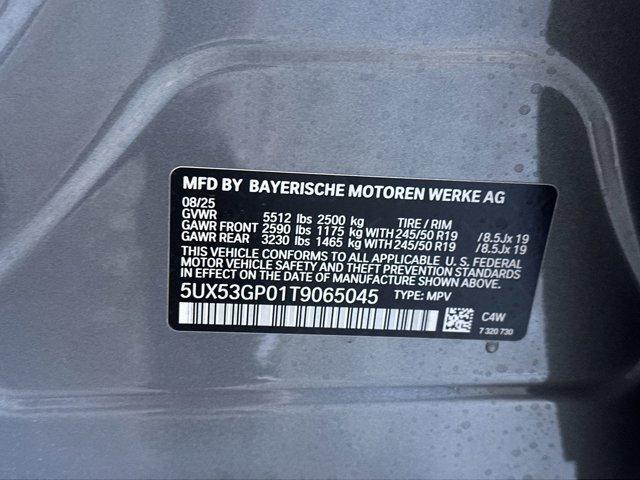 MFD BY BAYERISCHE MOTOREN WERKE AG
08/25
GVWR 5512 lbs 2500 kg TIRE / RIM
GAWR FRONT 2590 lbs 1175 kg WITH 245/50 R19 / 8.5Jx 19
GAWR REAR 3230 lbs 1465 kg WITH 245/50 R19 / 8.5Jx 19
THIS VEHICLE CONFORMS TO ALL APPLICABLE U. S. FEDERAL
MOTOR VEHICLE SAFETY AND THEFT PREVENTION STANDARDS
IN EFFECT ON THE DATE OF MANUFACTURE SHOWN ABOVE.
5UX53GP01T9065045 TYPE: MPV
C4W
7 320 730